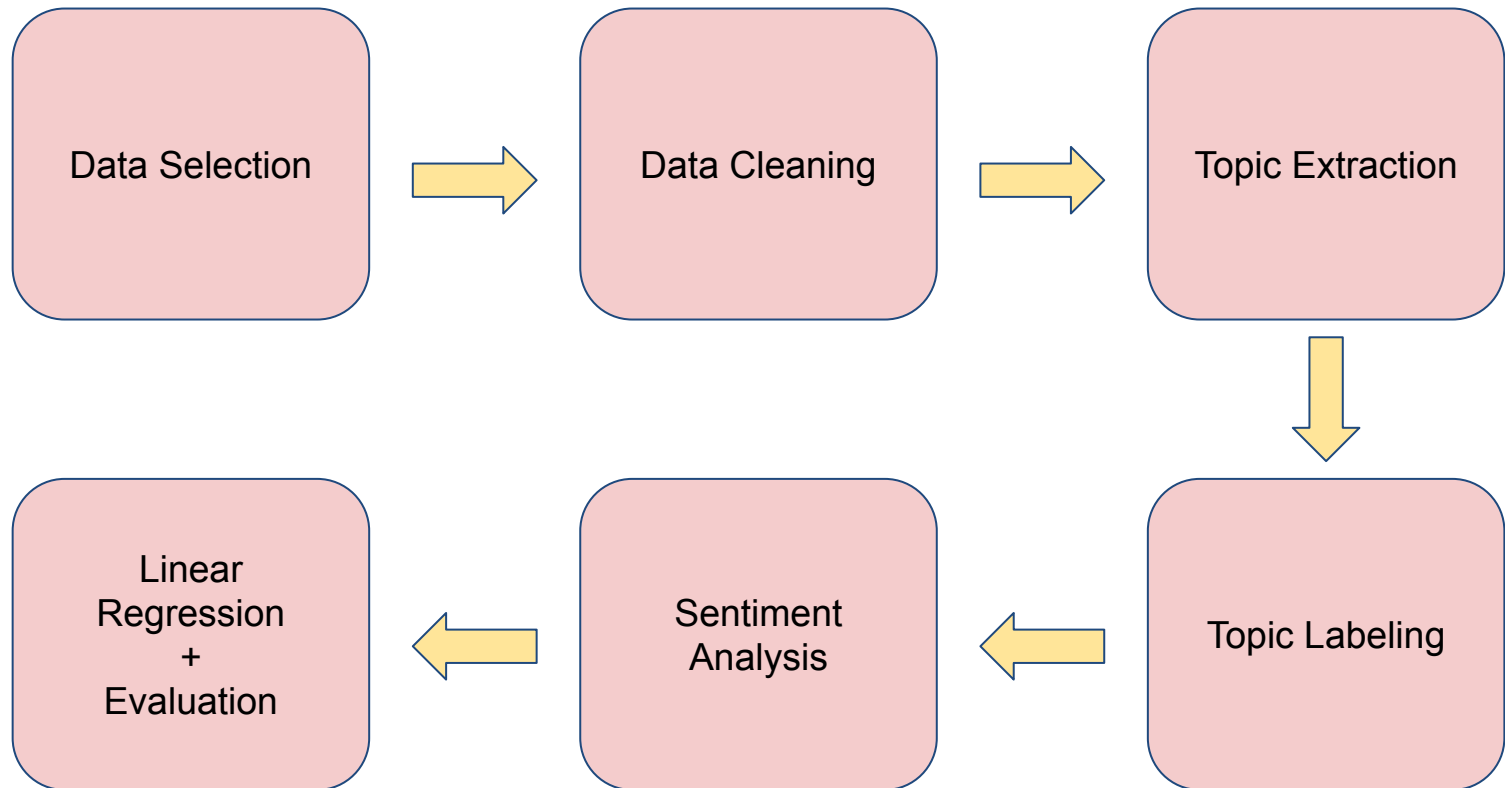 Data Selection
Data Cleaning
Topic Extraction
Topic Labeling
Sentiment
Analysis
Linear
Regression
+
Evaluation